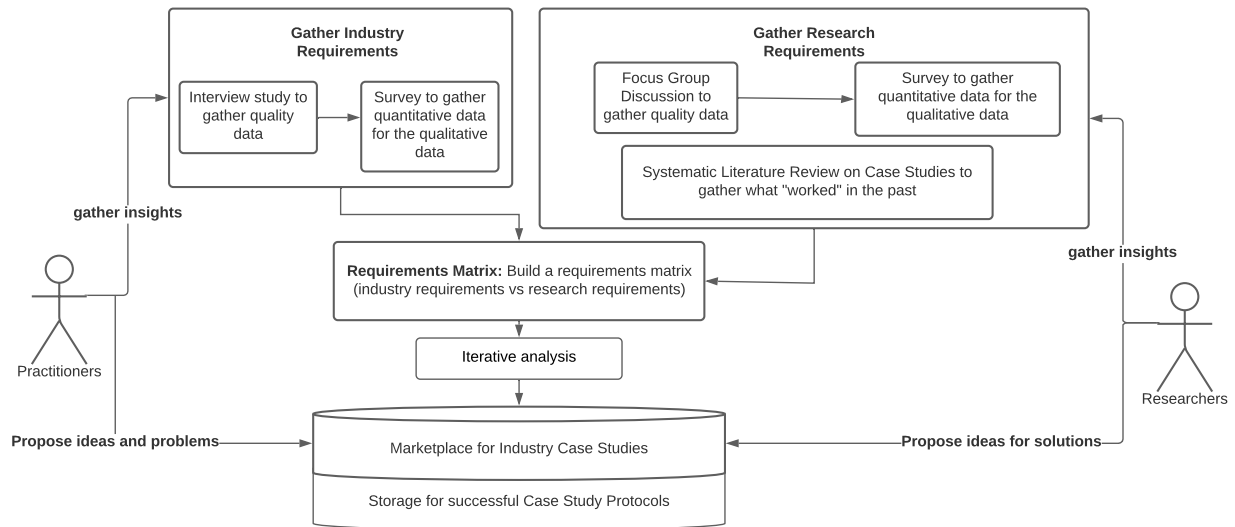 Gather Industry
Requirements
Interview study to
gather quality
data
Survey to gather
quantitative data
for the qualitative
data
Gather Research
Requirements
Focus Group
Discussion to
gather quality data
Survey to gather
quantitative data for the
qualitative data
Systematic Literature Review on Case Studies to
gather what "worked" in the past
gather insights
gather insights
Requirements Matrix: Build a requirements matrix
(industry requirements vs research requirements)
Practitioners
Iterative analysis
Researchers
Propose ideas and problems
Marketplace for Industry Case Studies
Propose ideas for solutions
Storage for successful Case Study Protocols